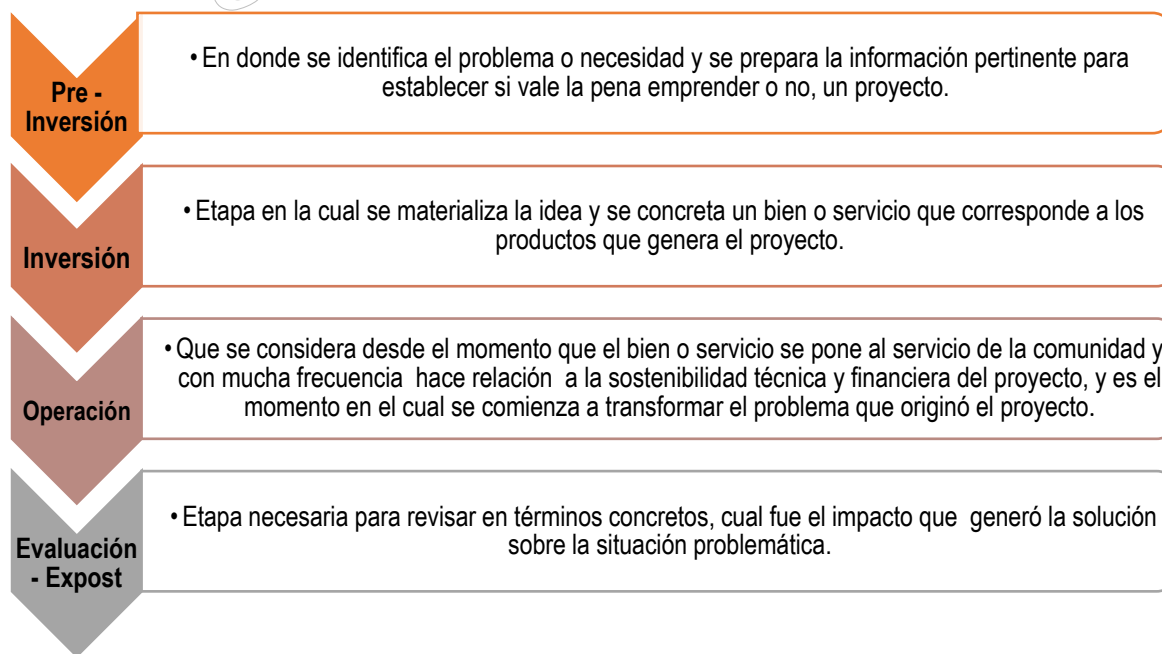 Pre -
Inversión
• En donde se identifica el problema o necesidad y se prepara la información pertinente para
establecer si vale la pena emprender o no, un proyecto.
Inversión
• Etapa en la cual se materializa la idea y se concreta un bien o servicio que corresponde a los
productos que genera el proyecto.
Operación
• Que se considera desde el momento que el bien o servicio se pone al servicio de la comunidad y
con mucha frecuencia hace relación a la sostenibilidad técnica y financiera del proyecto, y es el
momento en el cual se comienza a transformar el problema que originó el proyecto.
Evaluación
- Expost
• Etapa necesaria para revisar en términos concretos, cual fue el impacto que generó la solución
sobre la situación problemática.